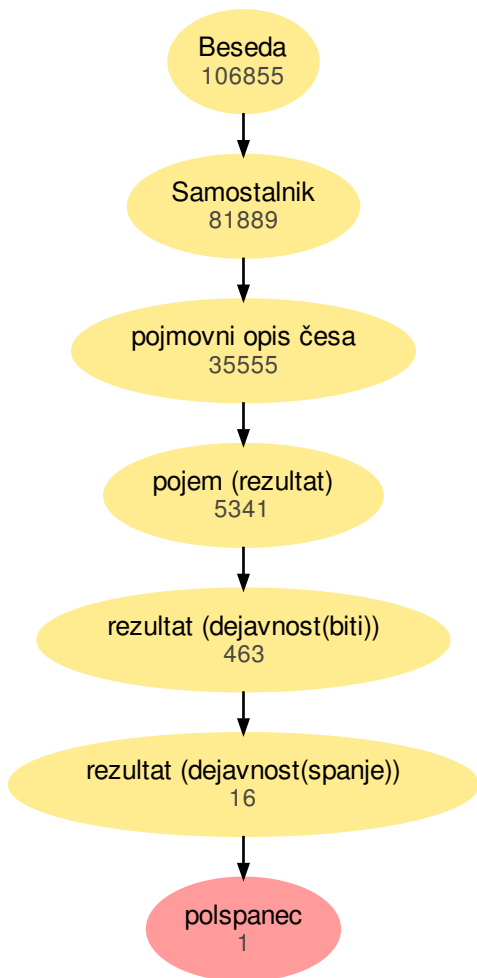 Beseda
106855
Samostalnik
81889
pojmovni opis česa
35555
pojem (rezultat)
5341
rezultat (dejavnost(biti))
463
rezultat (dejavnost(spanje))
16
polspanec
1